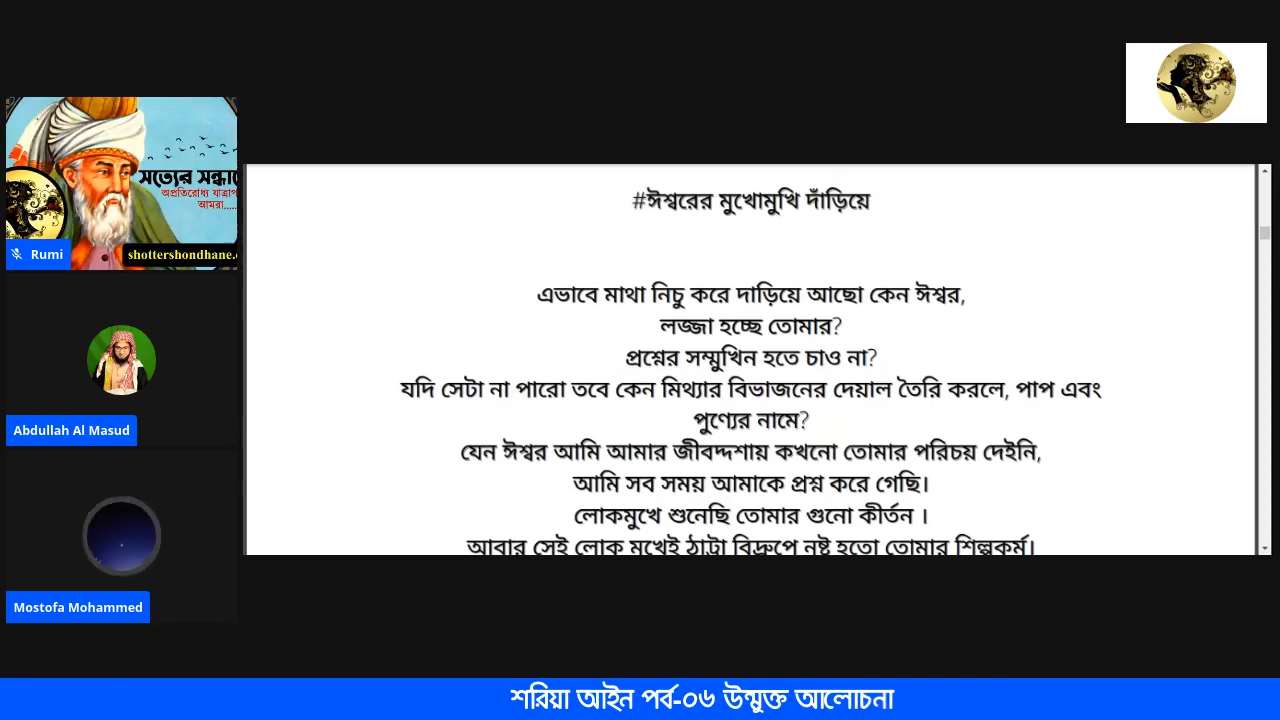 সত্যের সন্ধানে
অপ্রতিরোধ্য যাত্রাপ
আমরা.....
Rumi
shottershondhane.
Abdullah Al Masud
Mostofa Mohammed
#ঈশ্বরের মুখোমুখি দাঁড়িয়ে
এভাবে মাথা নিচু করে দাড়িয়ে আছো কেন ঈশ্বর,
লজ্জা হচ্ছে তোমার?
প্রশ্নের সম্মুখিন হতে চাও না?
যদি সেটা না পারো তবে কেন মিথ্যার বিভাজনের দেয়াল তৈরি করলে, পাপ এবং
পুণ্যের নামে?
যেন ঈশ্বর আমি আমার জীবদ্দশায় কখনো তোমার পরিচয় দেইনি,
আমি সব সময় আমাকে প্রশ্ন করে গেছি।
লোকমুখে শুনেছি তোমার গুনো কীর্তন ।
আবার সেই লোক মুখেই ঠাট্টা বিদ্রুপে নষ্ট হতো তোমার শিল্পকর্ম।
শরিয়া আইন পর্ব-০৬ উন্মুক্ত আলোচনা